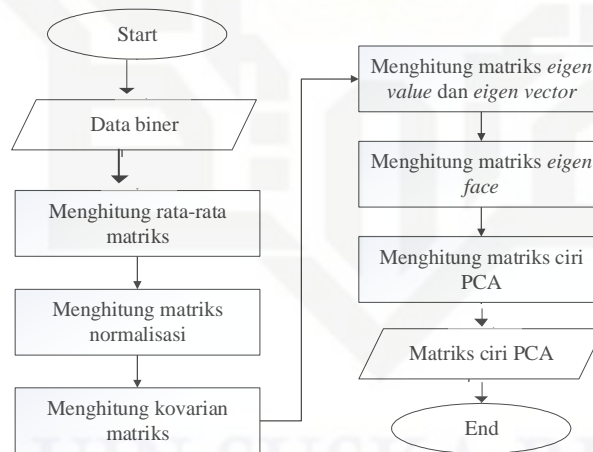 Start
Data biner
Menghitung rata-rata
matriks
Menghitung matriks
normalisasi
Menghitung kovarian
matriks
Menghitung matriks eigen
value dan eigen vector
Menghitung matriks eigen
face
Menghitung matriks ciri
PCA
Matriks ciri PCA
End